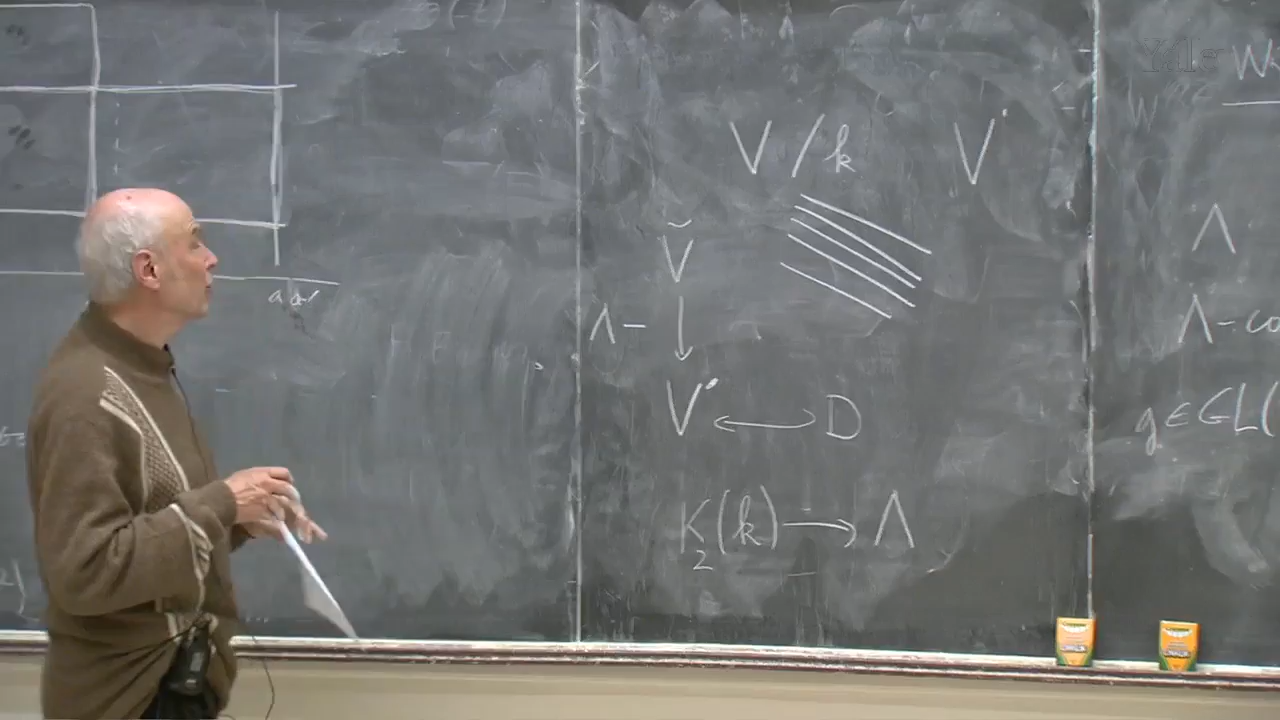 V / k V˙
Ṽ
Λ –
V˙ ↔ D
K₂(k) → Λ
Yale
Λ
Λ-co
g ∈ GL(